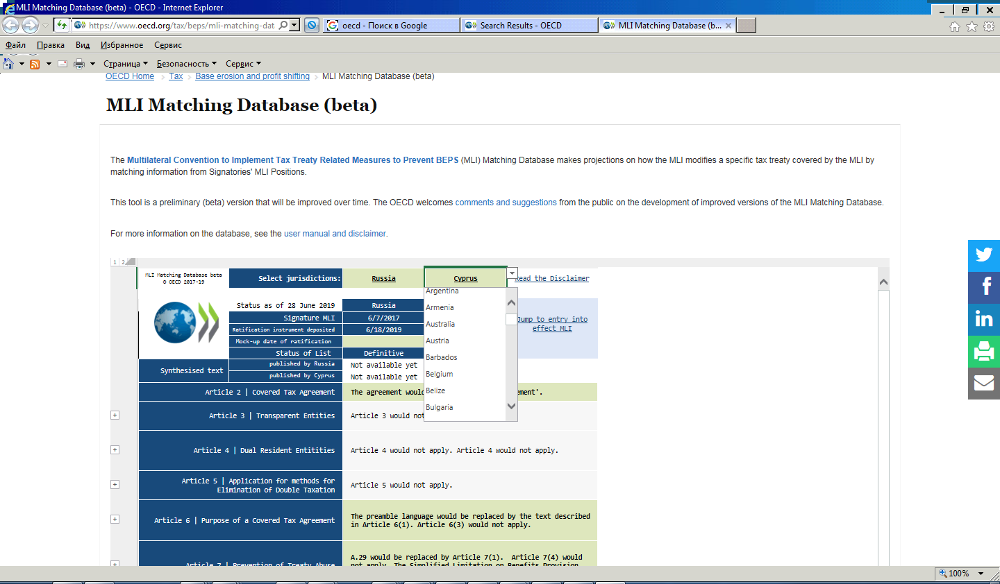 MLI Matching Database (beta) - OECD - Internet Explorer
https://www.oecd.org/tax/beps/mli-matching-dat
oecd - Поиск в Google
Search Results - OECD
MLI Matching Database (b...
Файл Правка Вид Избранное Сервис
Страница Безопасность Сервис
OECD Home Tax Base erosion and profit shifting MLI Matching Database (beta)
MLI Matching Database (beta)
The Multilateral Convention to Implement Tax Treaty Related Measures to Prevent BEPS (MLI) Matching Database makes projections on how the MLI modifies a specific tax treaty covered by the MLI by
matching information from Signatories' MLI Positions.
This tool is a preliminary (beta) version that will be improved over time. The OECD welcomes comments and suggestions from the public on the development of improved versions of the MLI Matching Database.
For more information on the database, see the user manual and disclaimer.
1 2
MLI Matching Database beta
© OECD 2017-19
Select jurisdictions: Russia Cyprus
Read the Disclaimer
Status as of 28 June 2019 Russia
Signature MLI 6/7/2017
Ratification instrument deposited 6/18/2019
Mock-up date of ratification
Status of List Definitive
Jump to entry into
effect MLI
Argentina
Armenia
Australia
Austria
Barbados
Belgium
Belize
Bulgaria
Synthesised text
published by Russia Not available yet
published by Cyprus Not available yet
Article 2 | Covered Tax Agreement The agreement would ement'.
Article 3 | Transparent Entities Article 3 would not
Article 4 | Dual Resident Entitities Article 4 would not apply. Article 4 would not apply.
Article 5 | Application for methods for
Elimination of Double Taxation
Article 5 would not apply.
Article 6 | Purpose of a Covered Tax Agreement
The preamble language would be replaced by the text described
in Article 6(1). Article 6(3) would not apply.
Article 7 | Prevention of Treaty Abuse
A.29 would be replaced by Article 7(1). Article 7(4) would
not apply. The Simplified Limitation on Benefits Provision
100%